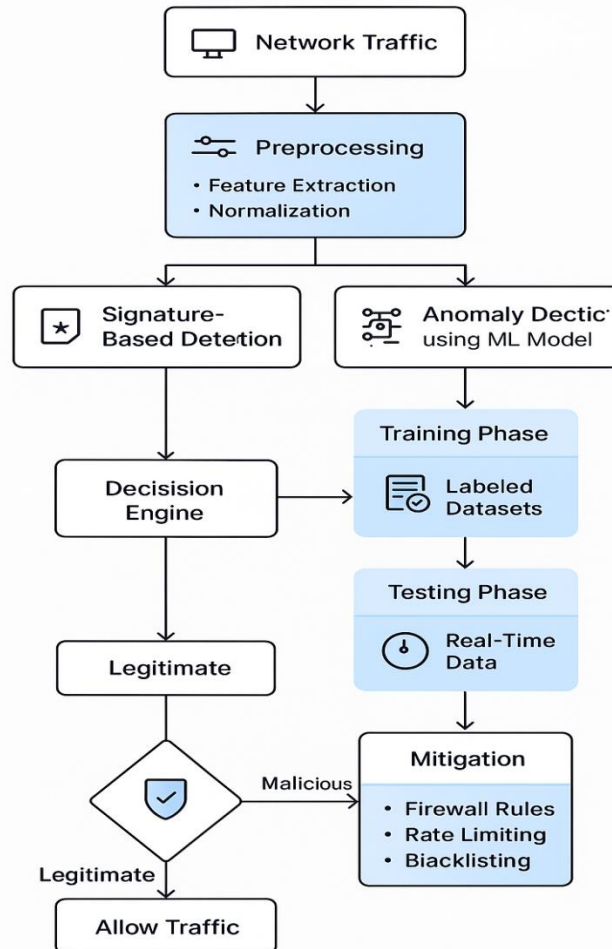 Network Traffic
Preprocessing
• Feature Extraction
• Normalization
Signature-
Based Detetion
Anomaly Dectic
using ML Model
Training Phase
Labeled
Datasets
Decisision
Engine
Testing Phase
Real-Time
Data
Legitimate
Mitigation
• Firewall Rules
• Rate Limiting
• Biacklisting
Malicious
Legitimate
Allow Traffic